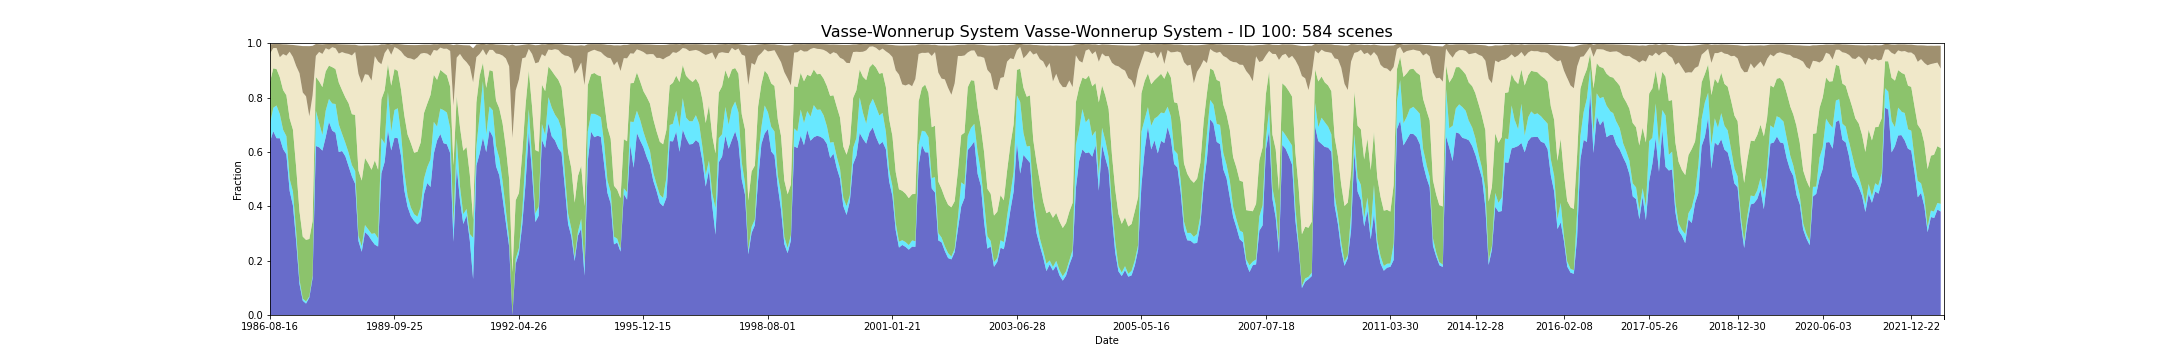 Vasse-Wonnerup System Vasse-Wonnerup System - ID 100: 584 scenes
1.0
0.8
0.6
0.4
0.2
0.0
Fraction
1986-08-16 1989-09-25 1992-04-26 1995-12-15 1998-08-01 2001-01-21 2003-06-28 2005-05-16 2007-07-18 2011-03-30 2014-12-28 2016-02-08 2017-05-26 2018-12-30 2020-06-03 2021-12-22
Date